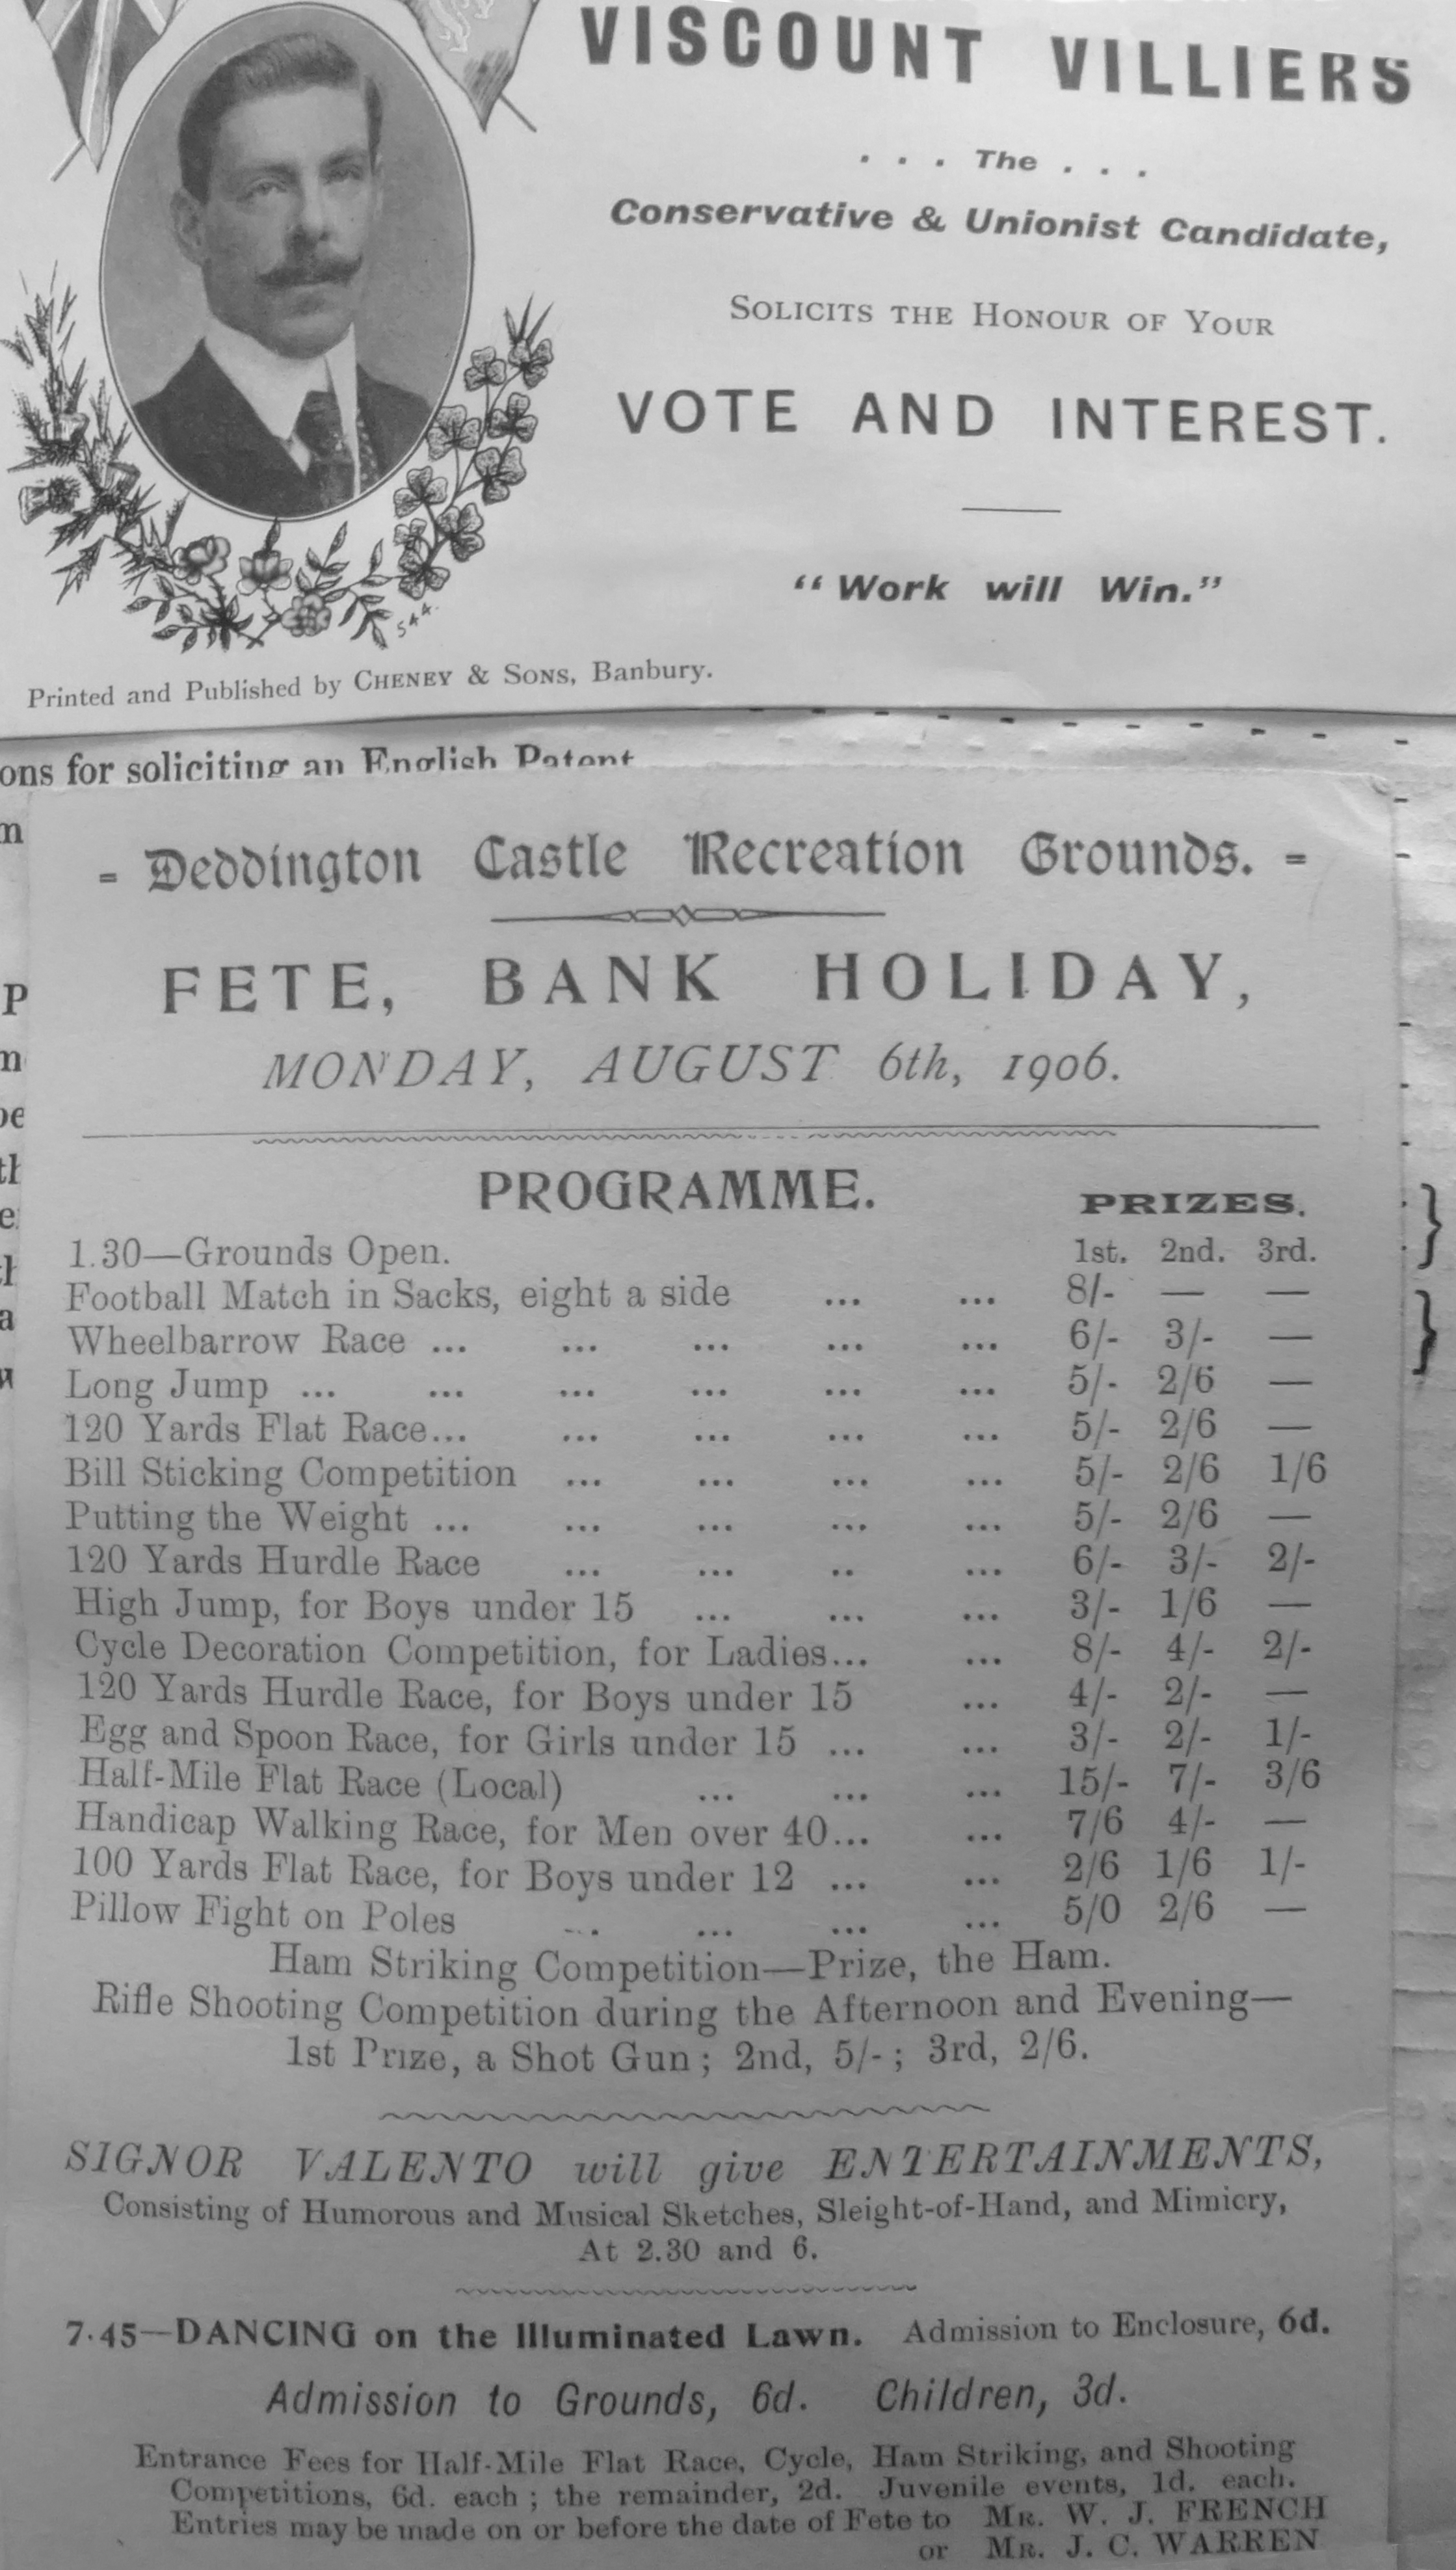 VISCOUNT VILLIERS
. . . The . . .
Conservative & Unionist Candidate,
SOLICITS THE HONOUR OF YOUR
VOTE AND INTEREST.
"Work will Win."
544.
Printed and Published by CHENEY & SONS, Banbury.
ons for soliciting an English Patent
- Deddington Castle Recreation Grounds. -
FETE, BANK HOLIDAY,
MONDAY, AUGUST 6th, 1906.
PROGRAMME. PRIZES.
1.30—Grounds Open. 1st. 2nd. 3rd.
Football Match in Sacks, eight a side ... ... 8/- — —
Wheelbarrow Race ... ... ... ... ... 6/- 3/- —
Long Jump ... ... ... ... ... ... 5/- 2/6 —
120 Yards Flat Race... ... ... ... ... 5/- 2/6 —
Bill Sticking Competition ... ... ... ... 5/- 2/6 1/6
Putting the Weight ... ... ... ... ... 5/- 2/6 —
120 Yards Hurdle Race ... ... .. ... 6/- 3/- 2/-
High Jump, for Boys under 15 ... ... ... 3/- 1/6 —
Cycle Decoration Competition, for Ladies... ... 8/- 4/- 2/-
120 Yards Hurdle Race, for Boys under 15 ... 4/- 2/- —
Egg and Spoon Race, for Girls under 15 ... ... 3/- 2/- 1/-
Half-Mile Flat Race (Local) ... ... ... 15/- 7/- 3/6
Handicap Walking Race, for Men over 40... ... 7/6 4/- —
100 Yards Flat Race, for Boys under 12 ... ... 2/6 1/6 1/-
Pillow Fight on Poles ... ... ... ... 5/0 2/6 —
Ham Striking Competition—Prize, the Ham.
Rifle Shooting Competition during the Afternoon and Evening—
1st Prize, a Shot Gun; 2nd, 5/-; 3rd, 2/6.
SIGNOR VALENTO will give ENTERTAINMENTS,
Consisting of Humorous and Musical Sketches, Sleight-of-Hand, and Mimicry,
At 2.30 and 6.
7.45—DANCING on the Illuminated Lawn. Admission to Enclosure, 6d.
Admission to Grounds, 6d. Children, 3d.
Entrance Fees for Half-Mile Flat Race, Cycle, Ham Striking, and Shooting
Competitions, 6d. each; the remainder, 2d. Juvenile events, 1d. each.
Entries may be made on or before the date of Fete to MR. W. J. FRENCH
or MR. J. C. WARREN